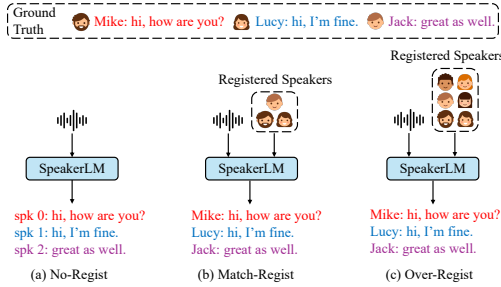 Ground Truth
Mike: hi, how are you? Lucy: hi, I'm fine. Jack: great as well.
Registered Speakers
Registered Speakers
SpeakerLM
SpeakerLM
SpeakerLM
spk 0: hi, how are you?
spk 1: hi, I'm fine.
spk 2: great as well.
Mike: hi, how are you?
Lucy: hi, I'm fine.
Jack: great as well.
Mike: hi, how are you?
Lucy: hi, I'm fine.
Jack: great as well.
(a) No-Regist
(b) Match-Regist
(c) Over-Regist